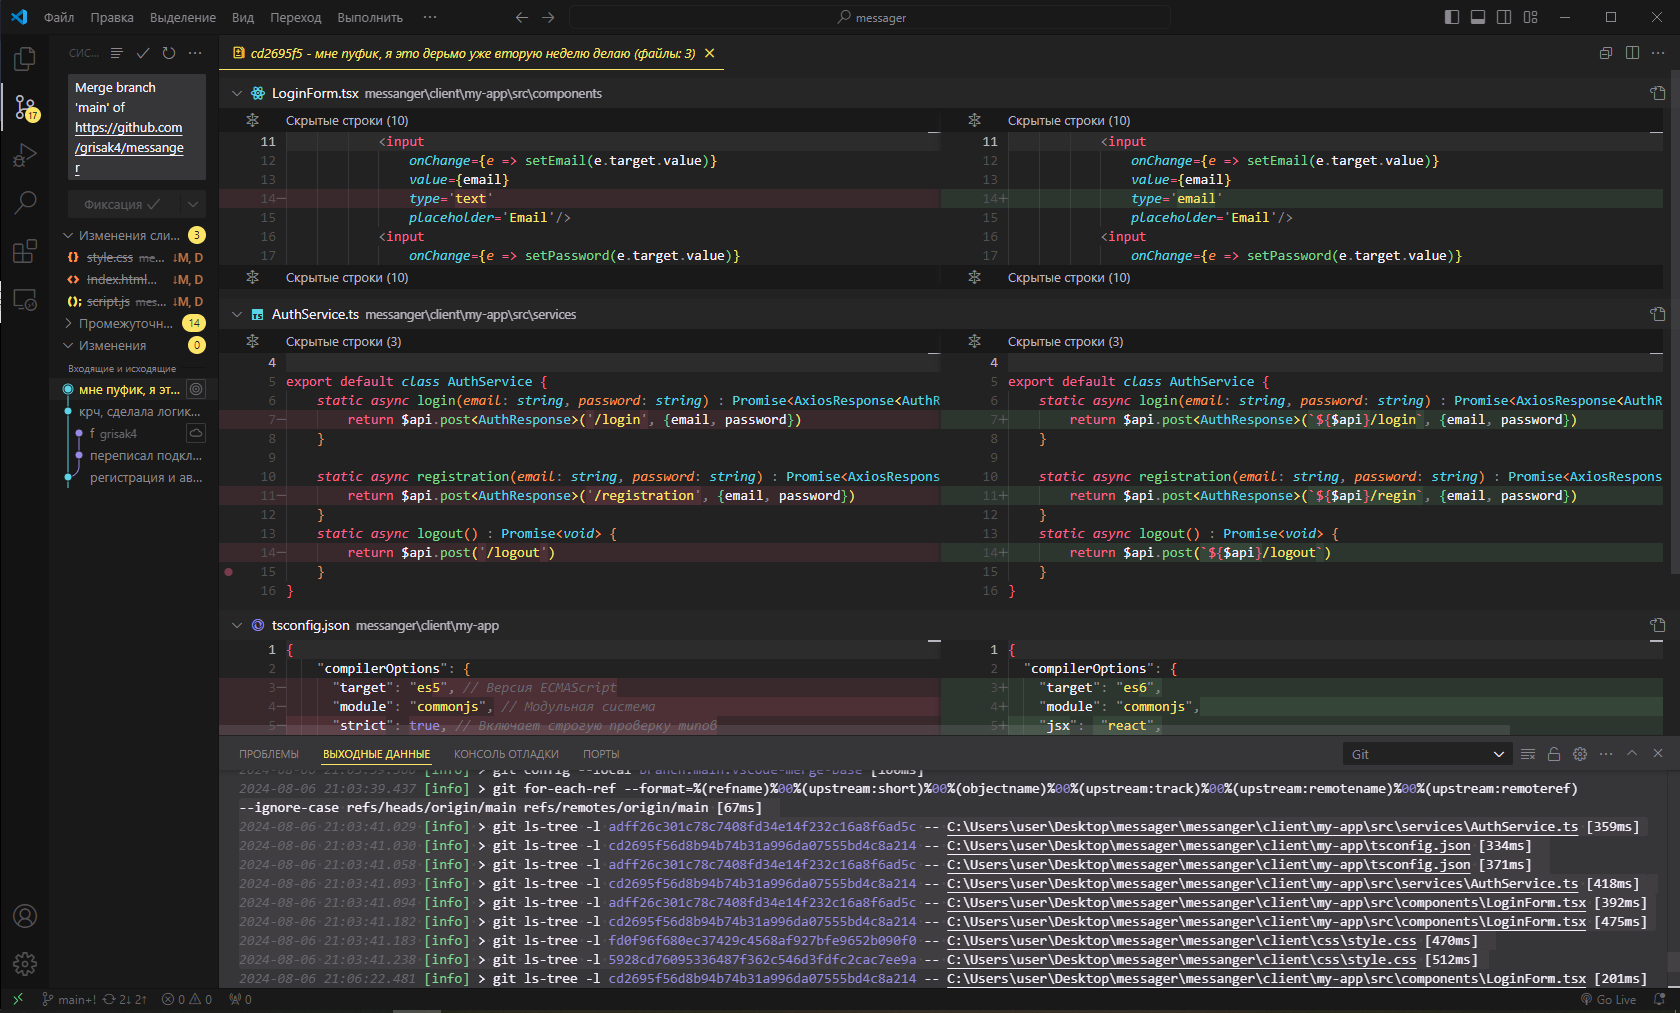 Файл Правка Выделение Вид Переход Выполнить ··· messager
СИС...
Merge branch
'main' of
https://github.com
/grisak4/messange
r
Фиксация
Изменения сли... 3
style.css me... ↓M, D
Index.html... ↓M, D
script.js mes... ↓M, D
Промежуточн... 14
Изменения 0
Входящие и исходящие
мне пуфик, я эт...
крч, сделала логик...
f grisak4
переписал подкл...
регистрация и ав...
17
cd2695f5 - мне пуфик, я это дерьмо уже вторую неделю делаю (файлы: 3)
LoginForm.tsx messanger\client\my-app\src\components
Скрытые строки (10) Скрытые строки (10)
11 <input 11 <input
12 onChange={e => setEmail(e.target.value)} 12 onChange={e => setEmail(e.target.value)}
13 value={email} 13 value={email}
14— type='text' 14+ type='email'
15 placeholder='Email'/> 15 placeholder='Email'/>
16 <input 16 <input
17 onChange={e => setPassword(e.target.value)} 17 onChange={e => setPassword(e.target.value)}
Скрытые строки (10) Скрытые строки (10)
AuthService.ts messanger\client\my-app\src\services
Скрытые строки (3) Скрытые строки (3)
4 4
5 export default class AuthService { 5 export default class AuthService {
6 static async login(email: string, password: string) : Promise<AxiosResponse<AuthR 6 static async login(email: string, password: string) : Promise<AxiosResponse<AuthR
7— return $api.post<AuthResponse>('/login', {email, password}) 7+ return $api.post<AuthResponse>(`${$api}/login`, {email, password})
8 } 8 }
9 9
10 static async registration(email: string, password: string) : Promise<AxiosRespons 10 static async registration(email: string, password: string) : Promise<AxiosRespons
11— return $api.post<AuthResponse>('/registration', {email, password}) 11+ return $api.post<AuthResponse>(`${$api}/regin`, {email, password})
12 } 12 }
13 static async logout() : Promise<void> { 13 static async logout() : Promise<void> {
14— return $api.post('/logout') 14+ return $api.post(`${$api}/logout`)
15 } 15 }
16 } 16 }
tsconfig.json messanger\client\my-app
1 { 1 {
2 "compilerOptions": { 2 "compilerOptions": {
3— "target": "es5", // Версия ECMAScript 3+ "target": "es6",
4— "module": "commonjs", // Модульная система 4+ "module": "commonjs",
5— "strict": true, // Включает строгую проверку типов 5+ "jsx": "react",
ПРОБЛЕМЫ ВЫХОДНЫЕ ДАННЫЕ КОНСОЛЬ ОТЛАДКИ ПОРТЫ Git
2024-08-06 21:03:39.360 [info] > git config --local branch.main.vscode-merge-base [160ms]
2024-08-06 21:03:39.437 [info] > git for-each-ref --format=%(refname)%00%(upstream:short)%00%(objectname)%00%(upstream:track)%00%(upstream:remotename)%00%(upstream:remoteref)
--ignore-case refs/heads/origin/main refs/remotes/origin/main [67ms]
2024-08-06 21:03:41.029 [info] > git ls-tree -l adff26c301c78c7408fd34e14f232c16a8f6ad5c -- C:\Users\user\Desktop\messager\messanger\client\my-app\src\services\AuthService.ts [359ms]
2024-08-06 21:03:41.030 [info] > git ls-tree -l cd2695f56d8b94b74b31a996da07555bd4c8a214 -- C:\Users\user\Desktop\messager\messanger\client\my-app\tsconfig.json [334ms]
2024-08-06 21:03:41.058 [info] > git ls-tree -l adff26c301c78c7408fd34e14f232c16a8f6ad5c -- C:\Users\user\Desktop\messager\messanger\client\my-app\tsconfig.json [371ms]
2024-08-06 21:03:41.093 [info] > git ls-tree -l cd2695f56d8b94b74b31a996da07555bd4c8a214 -- C:\Users\user\Desktop\messager\messanger\client\my-app\src\services\AuthService.ts [418ms]
2024-08-06 21:03:41.094 [info] > git ls-tree -l adff26c301c78c7408fd34e14f232c16a8f6ad5c -- C:\Users\user\Desktop\messager\messanger\client\my-app\src\components\LoginForm.tsx [392ms]
2024-08-06 21:03:41.182 [info] > git ls-tree -l cd2695f56d8b94b74b31a996da07555bd4c8a214 -- C:\Users\user\Desktop\messager\messanger\client\my-app\src\components\LoginForm.tsx [475ms]
2024-08-06 21:03:41.183 [info] > git ls-tree -l fd0f96f680ec37429c4568af927bfe9652b090f0 -- C:\Users\user\Desktop\messager\messanger\client\css\style.css [470ms]
2024-08-06 21:03:41.238 [info] > git ls-tree -l 5928cd76095336487f362c546d3fdfc2cac7ee9a -- C:\Users\user\Desktop\messager\messanger\client\css\style.css [512ms]
2024-08-06 21:06:22.481 [info] > git ls-tree -l cd2695f56d8b94b74b31a996da07555bd4c8a214 -- C:\Users\user\Desktop\messager\messanger\client\my-app\src\components\LoginForm.tsx [201ms]
main+! 2↓ 2↑ 0 0 0 Go Live